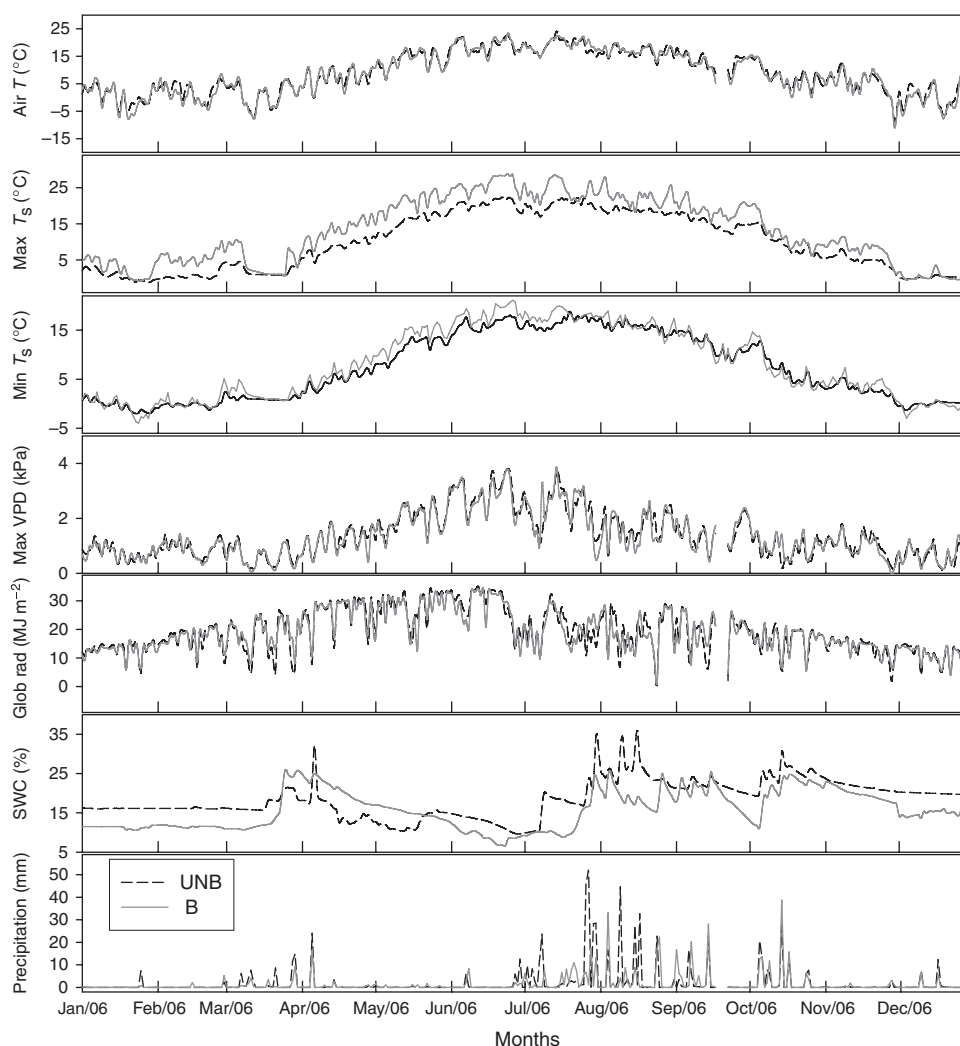 Air T (°C)
25
15
5
−5
−15
Max Ts (°C)
25
15
5
Min Ts (°C)
15
5
−5
Max VPD (kPa)
4
2
0
Glob rad (MJ m−2)
30
20
10
0
SWC (%)
35
25
15
5
Precipitation (mm)
50
40
30
20
10
0
UNB
B
Jan/06 Feb/06 Mar/06 Apr/06 May/06 Jun/06 Jul/06 Aug/06 Sep/06 Oct/06 Nov/06 Dec/06
Months